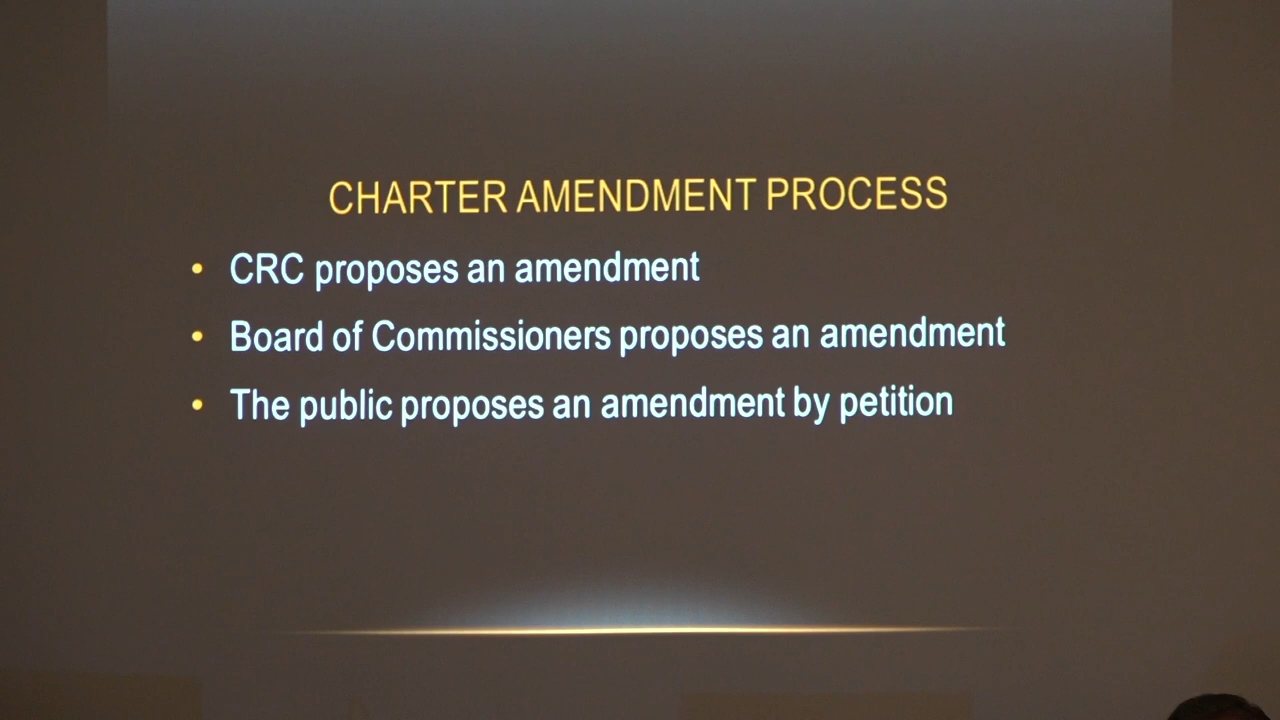 CHARTER AMENDMENT PROCESS
• CRC proposes an amendment
• Board of Commissioners proposes an amendment
• The public proposes an amendment by petition